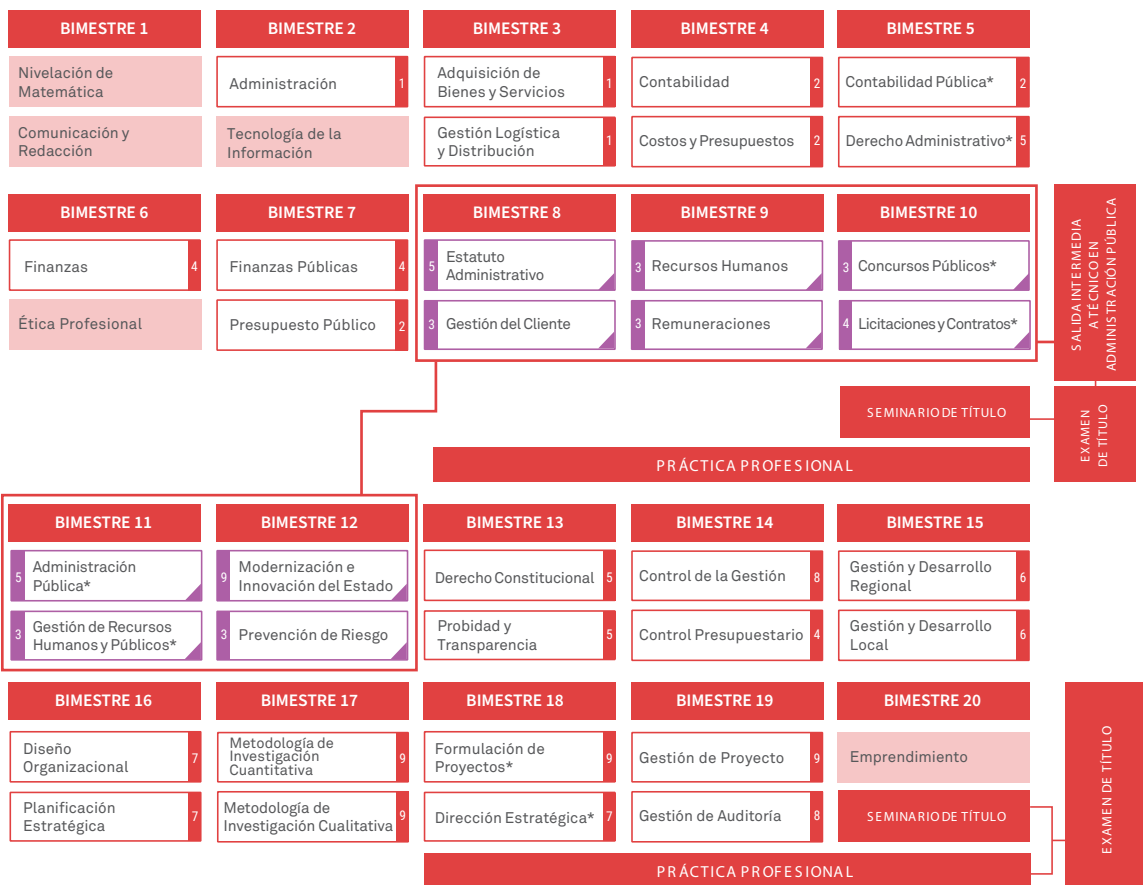 BIMESTRE 1
BIMESTRE 2
BIMESTRE 3
BIMESTRE 4
BIMESTRE 5
Nivelación de
Matemática
Administración
1
Adquisición de
Bienes y Servicios
1
Contabilidad
2
Contabilidad Pública*
2
Comunicación y
Redacción
Tecnología de la
Información
Gestión Logística
y Distribución
1
Costos y Presupuestos
2
Derecho Administrativo*
5
BIMESTRE 6
BIMESTRE 7
BIMESTRE 8
BIMESTRE 9
BIMESTRE 10
Finanzas
4
Finanzas Públicas
4
5
Estatuto
Administrativo
3
Recursos Humanos
3
Concursos Públicos*
Ética Profesional
Presupuesto Público
2
3
Gestión del Cliente
3
Remuneraciones
4
Licitaciones y Contratos*
SALIDA INTERMEDIA
A TÉCNICO EN
ADMINISTRACIÓN PÚBLICA
SEMINARIO DE TÍTULO
EXAMEN
DE TÍTULO
PRÁCTICA PROFESIONAL
BIMESTRE 11
BIMESTRE 12
BIMESTRE 13
BIMESTRE 14
BIMESTRE 15
5
Administración
Pública*
9
Modernización e
Innovación del Estado
Derecho Constitucional
5
Control de la Gestión
8
Gestión y Desarrollo
Regional
6
3
Gestión de Recursos
Humanos y Públicos*
3
Prevención de Riesgo
Probidad y
Transparencia
5
Control Presupuestario
4
Gestión y Desarrollo
Local
6
BIMESTRE 16
BIMESTRE 17
BIMESTRE 18
BIMESTRE 19
BIMESTRE 20
Diseño
Organizacional
7
Metodología de
Investigación
Cuantitativa
9
Formulación de
Proyectos*
9
Gestión de Proyecto
9
Emprendimiento
Planificación
Estratégica
7
Metodología de
Investigación Cualitativa
9
Dirección Estratégica*
7
Gestión de Auditoría
8
SEMINARIO DE TÍTULO
EXAMEN DE TÍTULO
PRÁCTICA PROFESIONAL